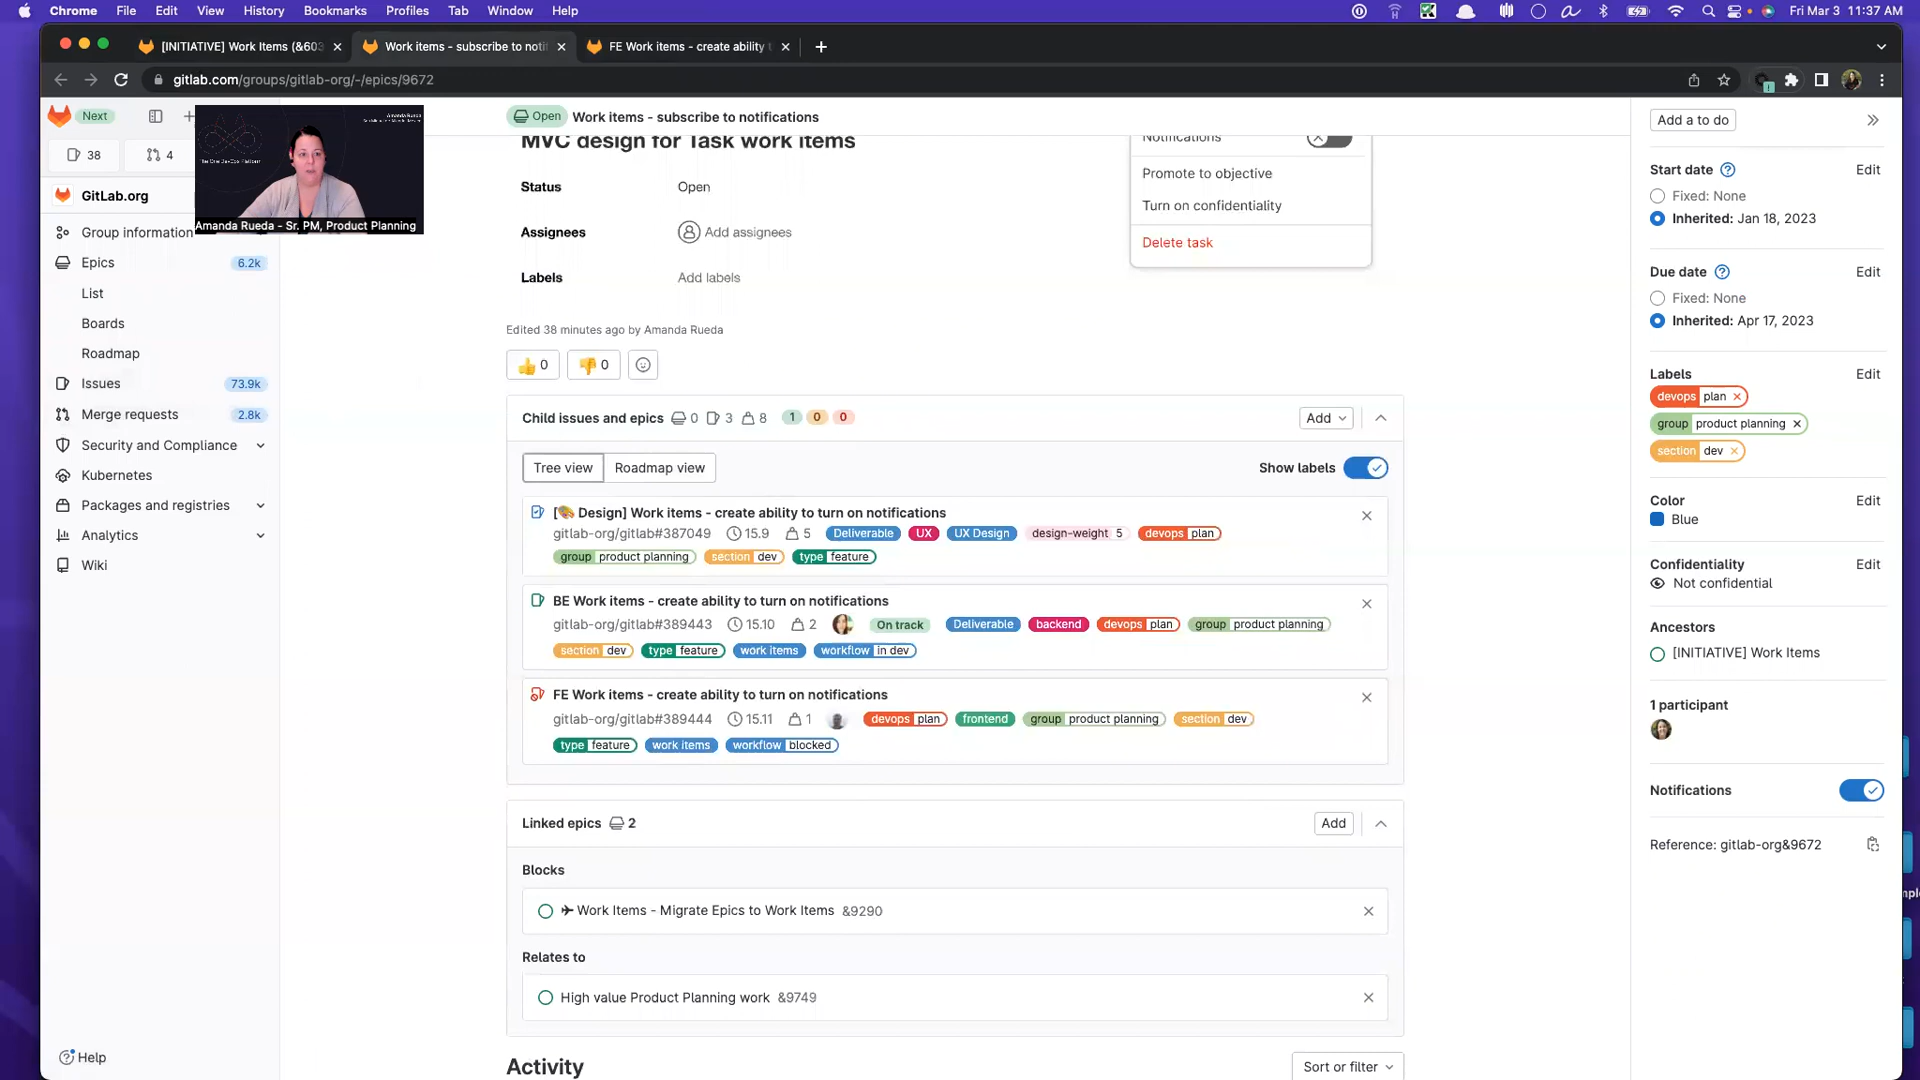 Chrome File Edit View History Bookmarks Profiles Tab Window Help Fri Mar 3 11:37 AM
[INITIATIVE] Work Items (&603 Work items - subscribe to notifi FE Work items - create ability t
gitlab.com/groups/gitlab-org/-/epics/9672
Next
38 4
GitLab.org
Amanda Rueda
The One DevOps Platform
Amanda Rueda - Sr. PM, Product Planning
Group information
Epics 6.2k
List
Boards
Roadmap
Issues 73.9k
Merge requests 2.8k
Security and Compliance
Kubernetes
Packages and registries
Analytics
Wiki
Help
Open Work items - subscribe to notifications
MVC design for Task work items
Status Open
Assignees Add assignees
Labels Add labels
Notifications
Promote to objective
Turn on confidentiality
Delete task
Edited 38 minutes ago by Amanda Rueda
👍 0 👎 0
Child issues and epics 0 3 8 1 0 0 Add
Tree view Roadmap view Show labels
[🎨 Design] Work items - create ability to turn on notifications
gitlab-org/gitlab#387049 15.9 5 Deliverable UX UX Design design-weight 5 devops plan
group product planning section dev type feature
BE Work items - create ability to turn on notifications
gitlab-org/gitlab#389443 15.10 2 On track Deliverable backend devops plan group product planning
section dev type feature work items workflow in dev
FE Work items - create ability to turn on notifications
gitlab-org/gitlab#389444 15.11 1 devops plan frontend group product planning section dev
type feature work items workflow blocked
Linked epics 2 Add
Blocks
✈ Work Items - Migrate Epics to Work Items &9290
Relates to
High value Product Planning work &9749
Activity Sort or filter
Add a to do
Start date Edit
Fixed: None
Inherited: Jan 18, 2023
Due date Edit
Fixed: None
Inherited: Apr 17, 2023
Labels Edit
devops plan
group product planning
section dev
Color Edit
Blue
Confidentiality Edit
Not confidential
Ancestors
[INITIATIVE] Work Items
1 participant
Notifications
Reference: gitlab-org&9672